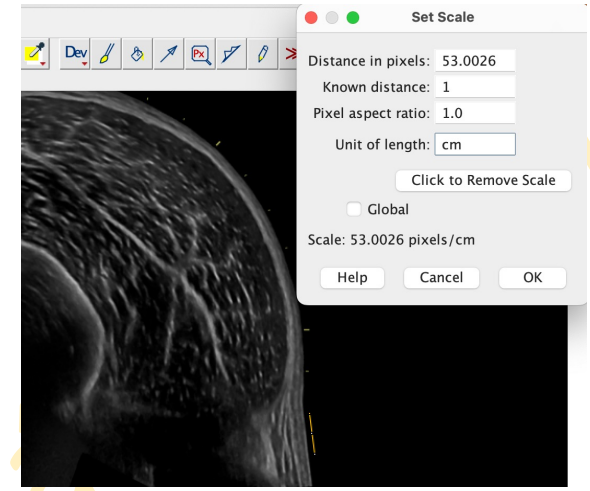 Set Scale
Dev
Px
Distance in pixels: 53.0026
Known distance: 1
Pixel aspect ratio: 1.0
Unit of length: cm
Click to Remove Scale
Global
Scale: 53.0026 pixels/cm
Help Cancel OK